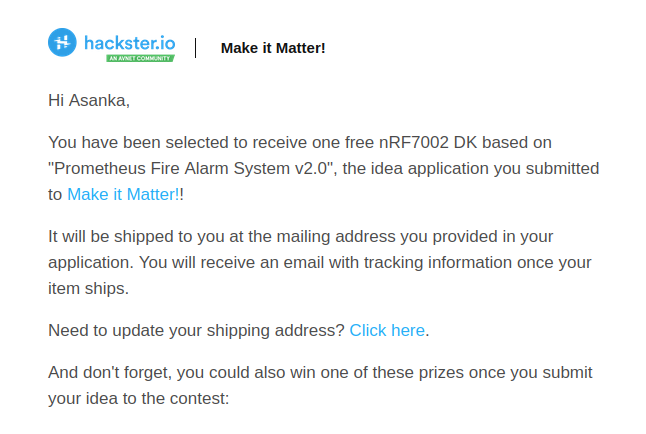 hackster.io
AN AVNET COMMUNITY
Make it Matter!
Hi Asanka,
You have been selected to receive one free nRF7002 DK based on
"Prometheus Fire Alarm System v2.0", the idea application you submitted
to Make it Matter!!
It will be shipped to you at the mailing address you provided in your
application. You will receive an email with tracking information once your
item ships.
Need to update your shipping address? Click here.
And don't forget, you could also win one of these prizes once you submit
your idea to the contest: